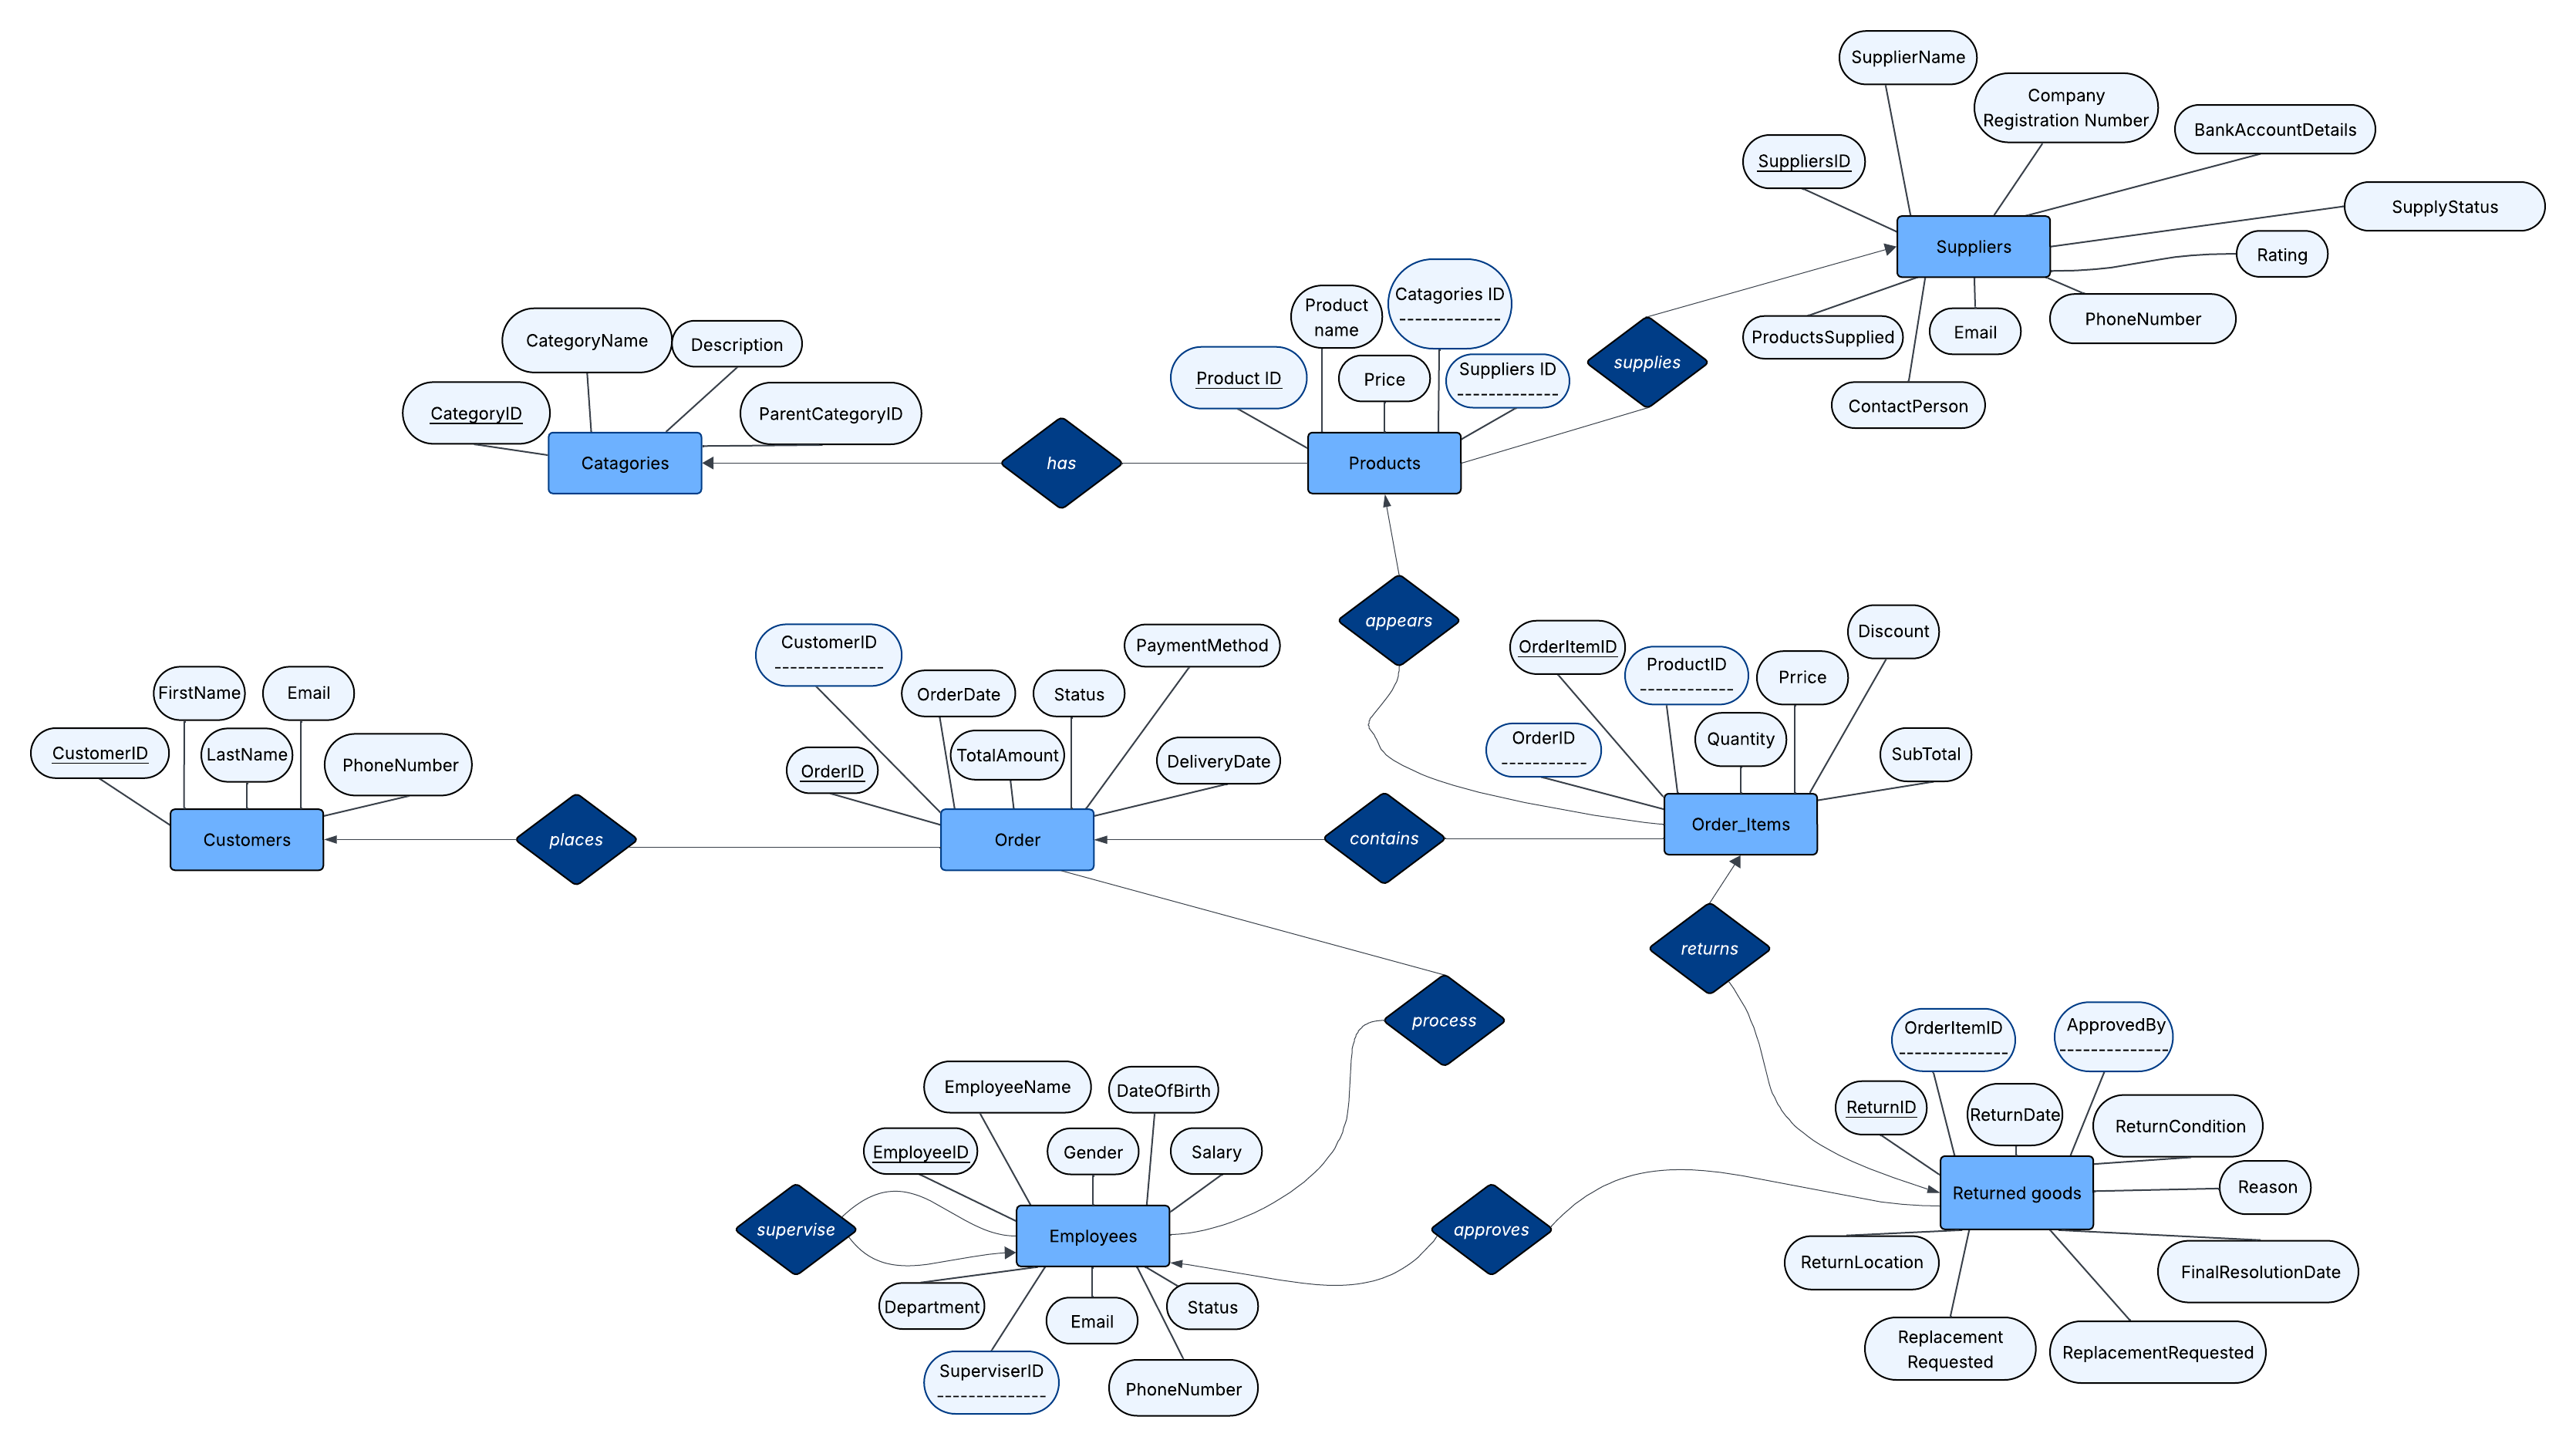 SupplierName
Company
Registration Number
BankAccountDetails
SuppliersID
SupplyStatus
Suppliers
Rating
ProductsSupplied
Email
PhoneNumber
ContactPerson
supplies
Product
name
Catagories ID
Product ID
Price
Suppliers ID
Products
CategoryName
Description
CategoryID
ParentCategoryID
Catagories
has
appears
CustomerID
PaymentMethod
OrderDate
Status
TotalAmount
OrderID
DeliveryDate
Order
FirstName
Email
CustomerID
LastName
PhoneNumber
Customers
places
OrderItemID
ProductID
Prrice
Discount
OrderID
Quantity
SubTotal
Order_Items
contains
returns
process
OrderItemID
ApprovedBy
ReturnID
ReturnDate
ReturnCondition
Reason
Returned goods
ReturnLocation
FinalResolutionDate
Replacement
Requested
ReplacementRequested
EmployeeName
DateOfBirth
EmployeeID
Gender
Salary
supervise
Employees
approves
Department
Email
Status
SuperviserID
PhoneNumber